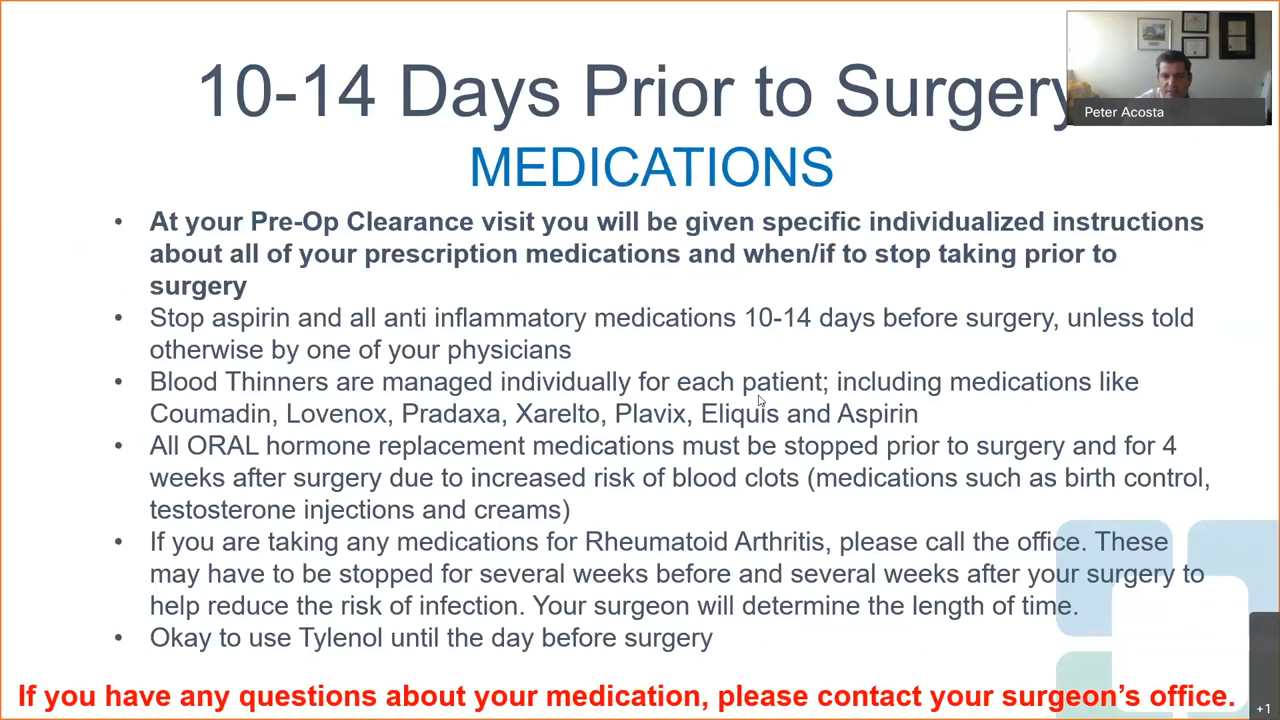 10-14 Days Prior to Surgery
Peter Acosta
MEDICATIONS
• At your Pre-Op Clearance visit you will be given specific individualized instructions
about all of your prescription medications and when/if to stop taking prior to
surgery
• Stop aspirin and all anti inflammatory medications 10-14 days before surgery, unless told
otherwise by one of your physicians
• Blood Thinners are managed individually for each patient; including medications like
Coumadin, Lovenox, Pradaxa, Xarelto, Plavix, Eliquis and Aspirin
• All ORAL hormone replacement medications must be stopped prior to surgery and for 4
weeks after surgery due to increased risk of blood clots (medications such as birth control,
testosterone injections and creams)
• If you are taking any medications for Rheumatoid Arthritis, please call the office. These
may have to be stopped for several weeks before and several weeks after your surgery to
help reduce the risk of infection. Your surgeon will determine the length of time.
• Okay to use Tylenol until the day before surgery
If you have any questions about your medication, please contact your surgeon’s office.
+1